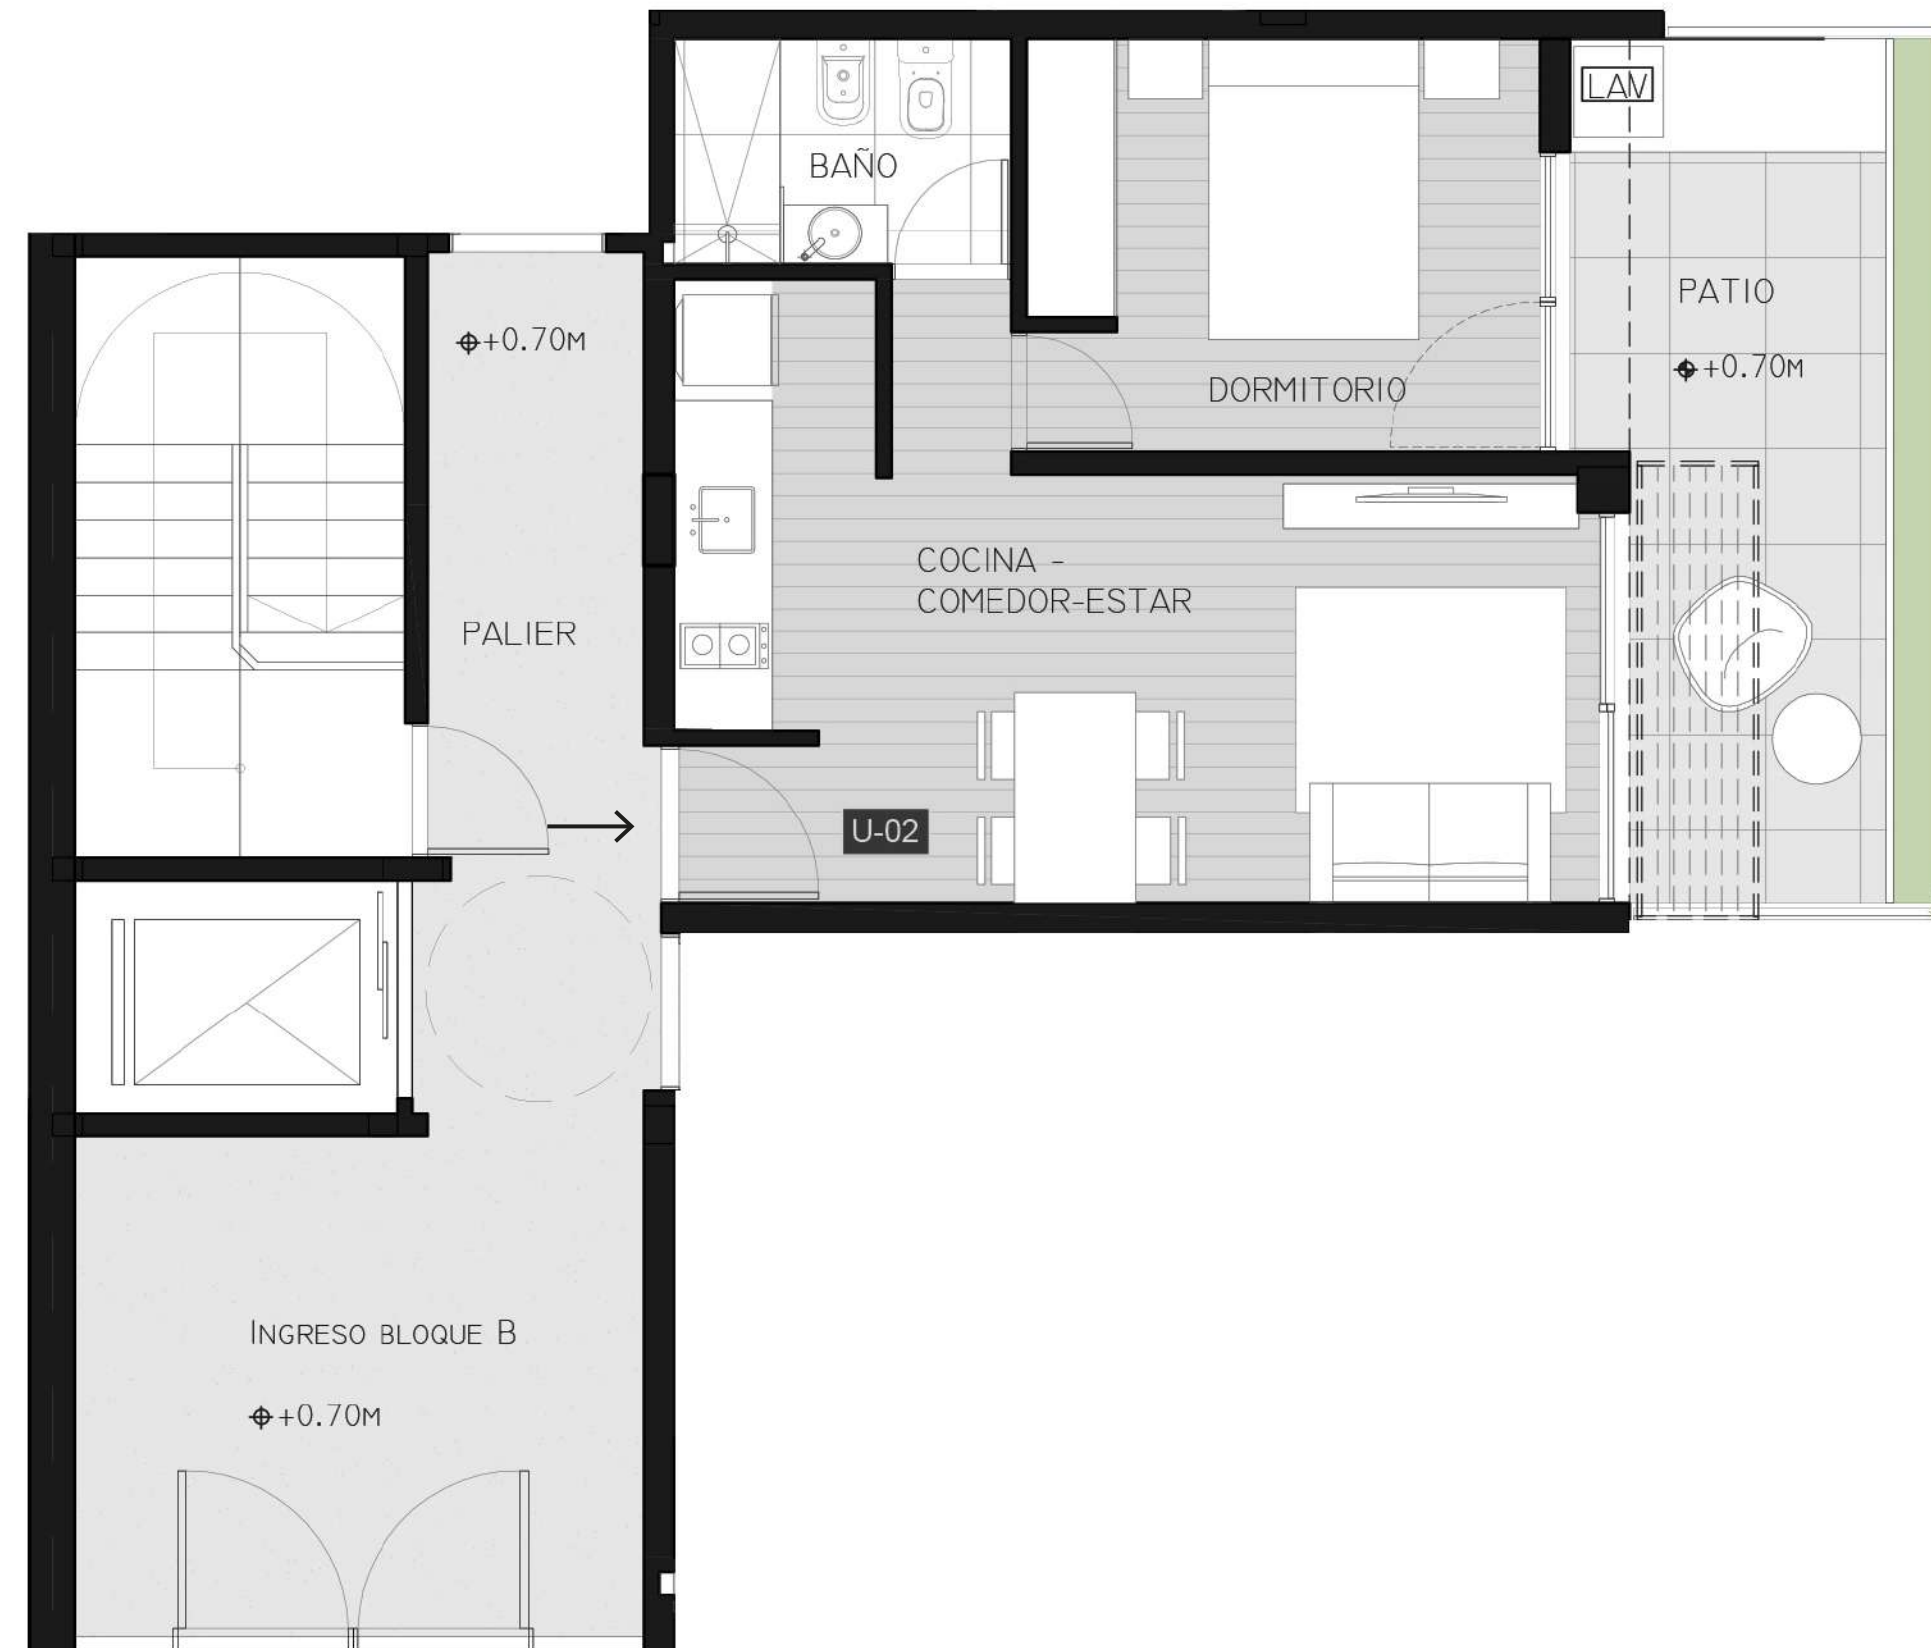 LAV
BAÑO
PATIO
+0.70M
+0.70M
DORMITORIO
COCINA -
COMEDOR-ESTAR
PALIER
U-02
INGRESO BLOQUE B
+0.70M